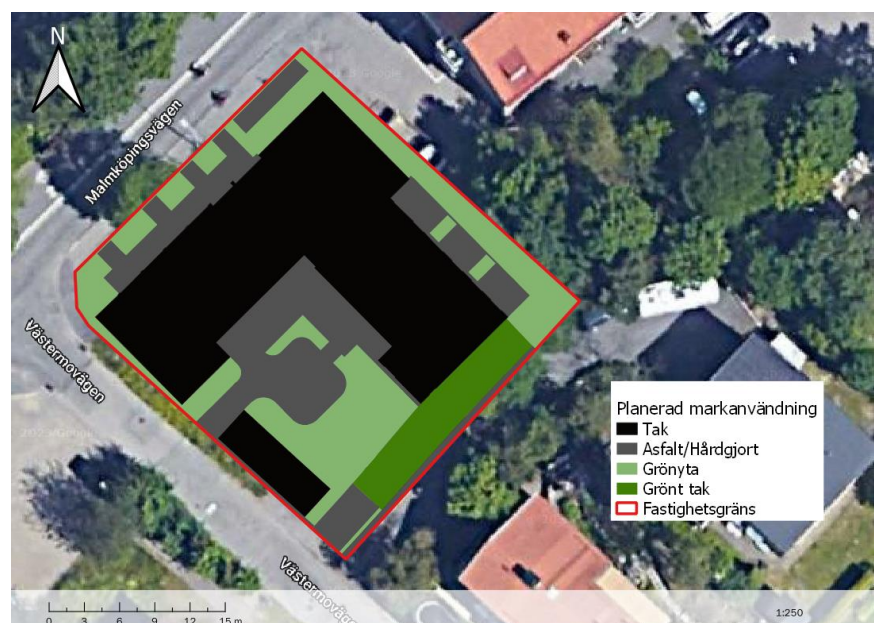 N
Malmköpingsvägen
Västermovägen
Västermovägen
Planerad markanvändning
Tak
Asfalt/Hårdgjort
Grönyta
Grönt tak
Fastighetsgräns
0 3 6 9 12 15 m
1:250